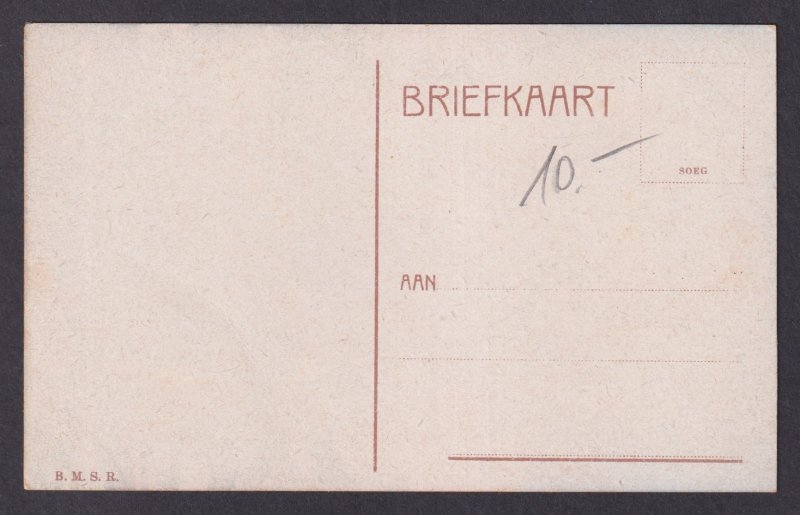 BRIEFKAART
10.-
SOEG
AAN
B. M. S. R.